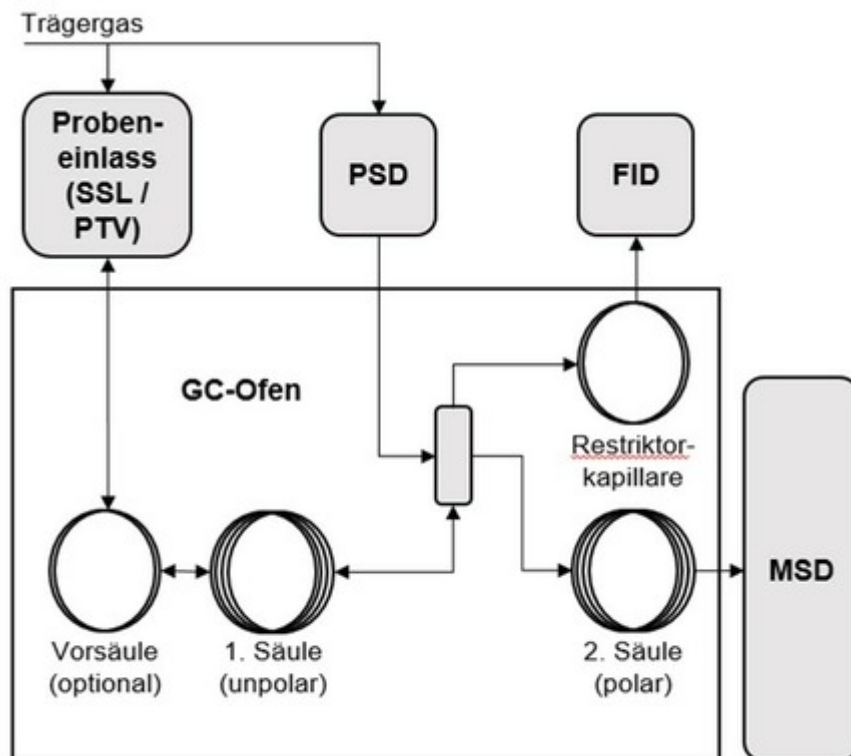 Trägergas
Proben-
einlass
(SSL /
PTV)
PSD
FID
GC-Ofen
Restriktor-
kapillare
MSD
Vorsäule
(optional)
1. Säule
(unpolar)
2. Säule
(polar)